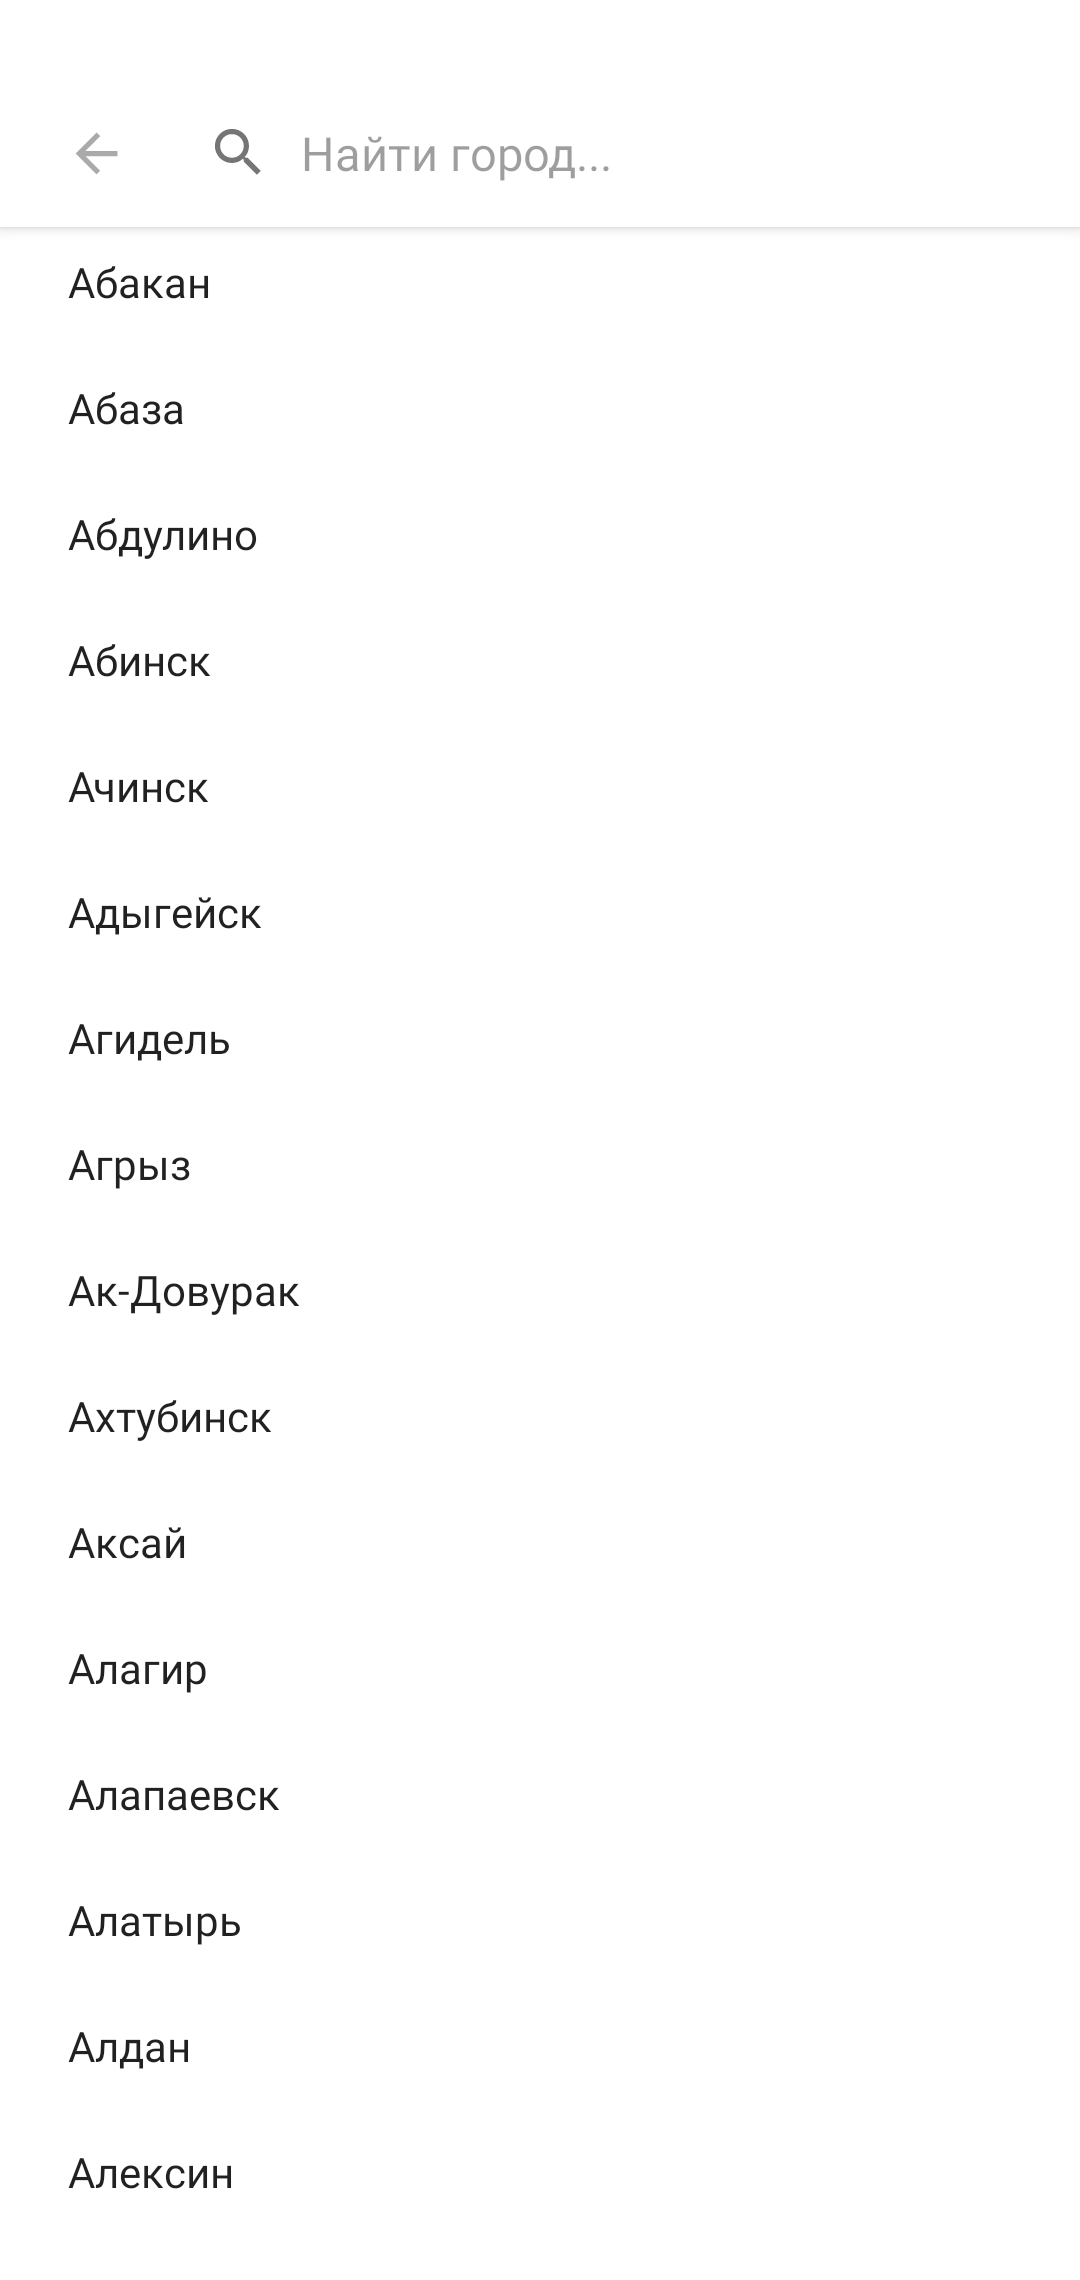 Найти город...
Абакан
Абаза
Абдулино
Абинск
Ачинск
Адыгейск
Агидель
Агрыз
Ак-Довурак
Ахтубинск
Аксай
Алагир
Алапаевск
Алатырь
Алдан
Алексин